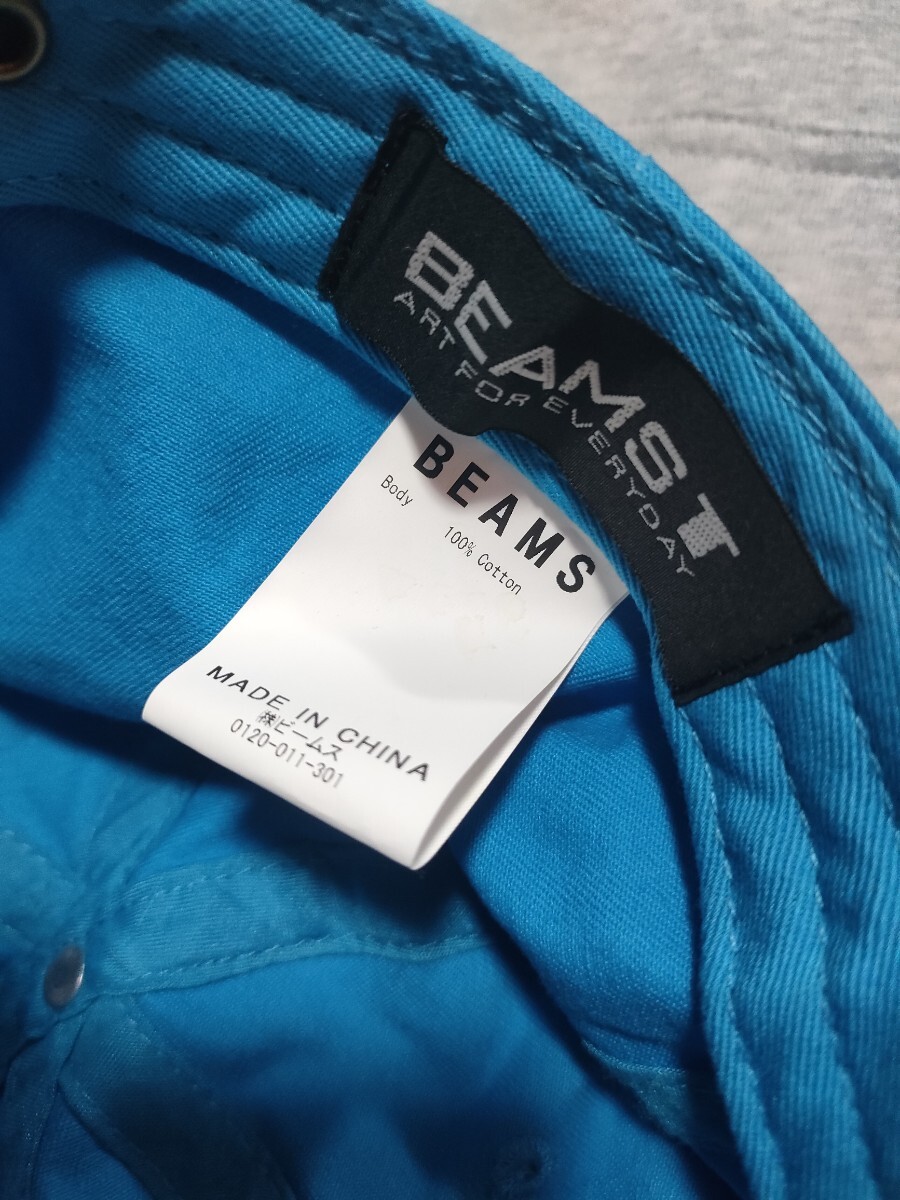 BEAMS T
ART FOR EVERYDAY
BEAMS
Body 100% Cotton
MADE IN CHINA
㈱ビームス
0120-011-301